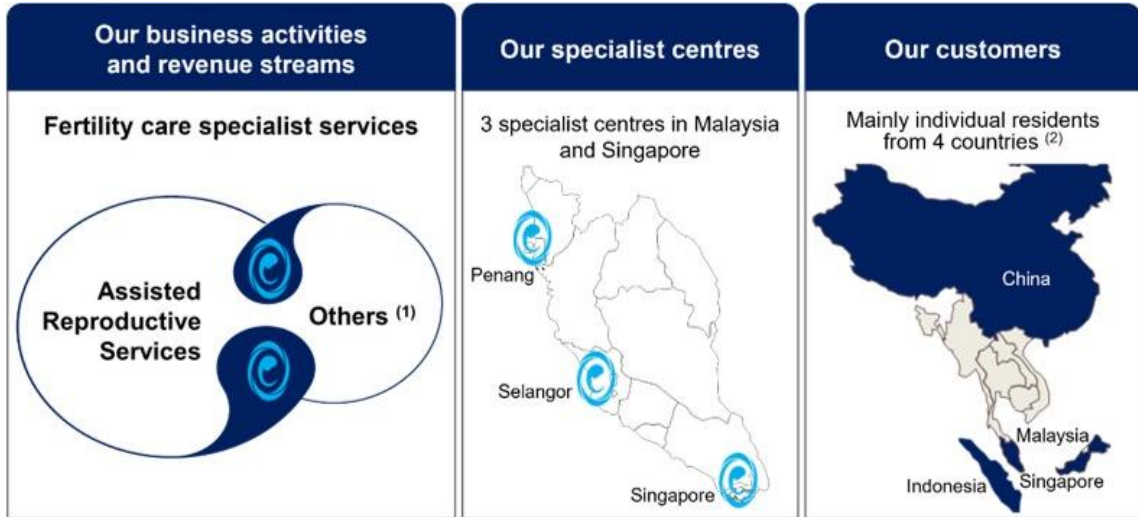 Our business activities
and revenue streams
Fertility care specialist services
Assisted
Reproductive
Services
Others (1)
Our specialist centres
3 specialist centres in Malaysia
and Singapore
Penang
Selangor
Singapore
Our customers
Mainly individual residents
from 4 countries (2)
China
Malaysia
Singapore
Indonesia